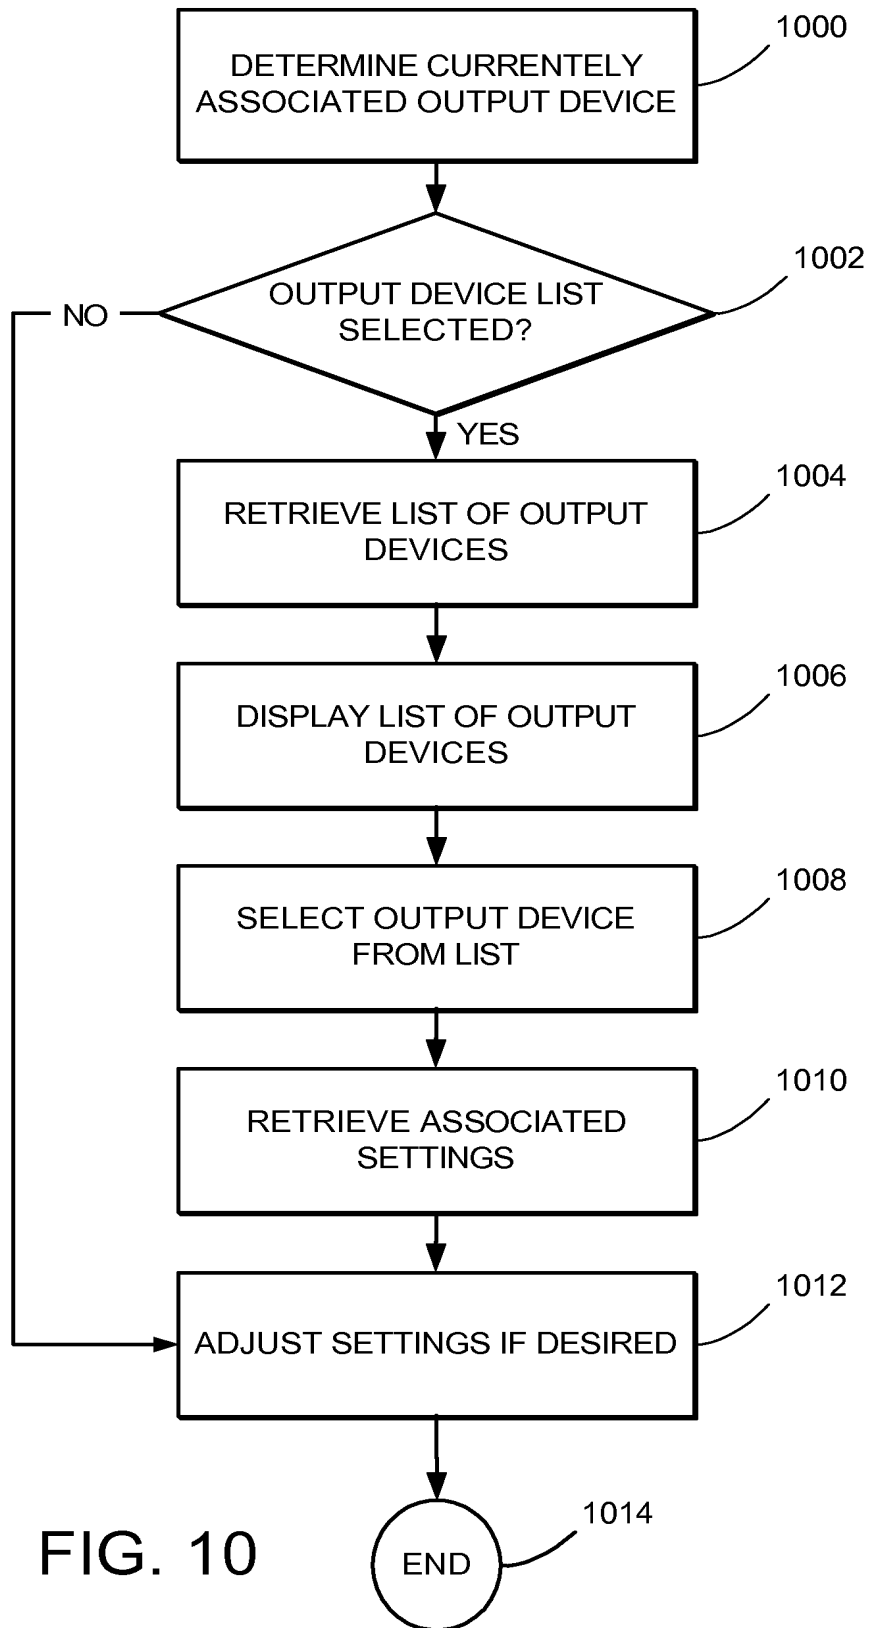 1000
DETERMINE CURRENTELY
ASSOCIATED OUTPUT DEVICE
1002
OUTPUT DEVICE LIST
SELECTED?
NO
YES
1004
RETRIEVE LIST OF OUTPUT
DEVICES
1006
DISPLAY LIST OF OUTPUT
DEVICES
1008
SELECT OUTPUT DEVICE
FROM LIST
1010
RETRIEVE ASSOCIATED
SETTINGS
1012
ADJUST SETTINGS IF DESIRED
1014
END
FIG. 10